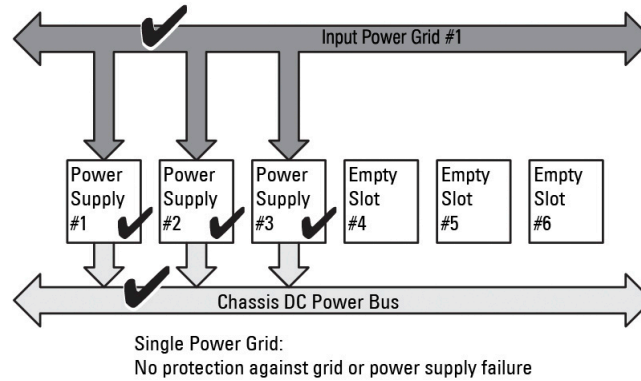 Input Power Grid #1
Power
Supply
#1
Power
Supply
#2
Power
Supply
#3
Empty
Slot
#4
Empty
Slot
#5
Empty
Slot
#6
Chassis DC Power Bus
Single Power Grid:
No protection against grid or power supply failure